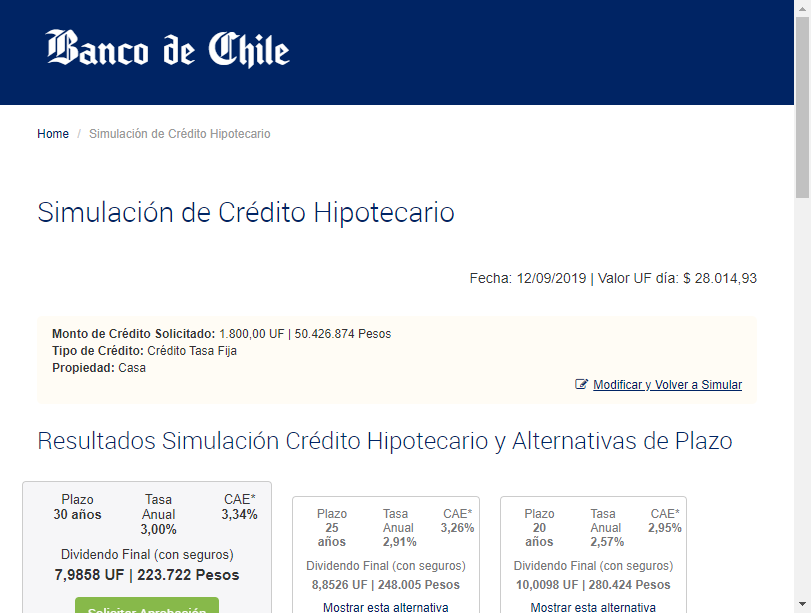 Banco de Chile
Home / Simulación de Crédito Hipotecario
Simulación de Crédito Hipotecario
Fecha: 12/09/2019 | Valor UF día: $ 28.014,93
Monto de Crédito Solicitado: 1.800,00 UF | 50.426.874 Pesos
Tipo de Crédito: Crédito Tasa Fija
Propiedad: Casa
Modificar y Volver a Simular
Resultados Simulación Crédito Hipotecario y Alternativas de Plazo
Plazo
30 años
Tasa
Anual
3,00%
CAE*
3,34%
Dividendo Final (con seguros)
7,9858 UF | 223.722 Pesos
Solicitar Aprobación
Plazo
25
años
Tasa
Anual
2,91%
CAE*
3,26%
Dividendo Final (con seguros)
8,8526 UF | 248.005 Pesos
Mostrar esta alternativa
Plazo
20
años
Tasa
Anual
2,57%
CAE*
2,95%
Dividendo Final (con seguros)
10,0098 UF | 280.424 Pesos
Mostrar esta alternativa